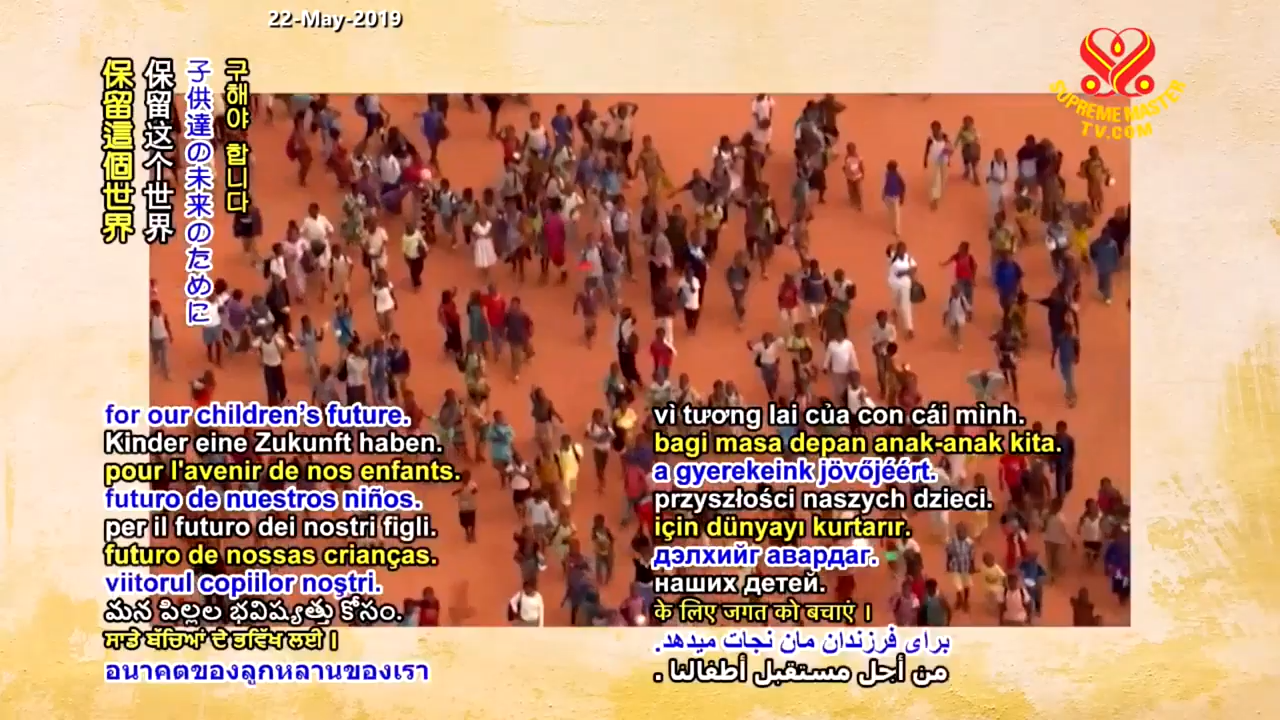 22-May-2019
保留這個世界
保留这个世界
子供達の未来のために
구해야 합니다
SUPREME MASTER
TV.COM
for our children's future.
Kinder eine Zukunft haben.
pour l'avenir de nos enfants.
futuro de nuestros niños.
per il futuro dei nostri figli.
futuro de nossas crianças.
viitorul copiilor noştri.
మన పిల్లల భవిష్యత్తు కోసం.
ਸਾਡੇ ਬੱਚਿਆਂ ਦੇ ਭਵਿੱਖ ਲਈ।
อนาคตของลูกหลานของเรา
vì tương lai của con cái mình.
bagi masa depan anak-anak kita.
a gyerekeink jövőjéért.
przyszłości naszych dzieci.
için dünyayı kurtarır.
дэлхийг авардаг.
наших детей.
के लिए जगत को बचाएं ।
برای فرزندان مان نجات میدهد.
من أجل مستقبل أطفالنا .